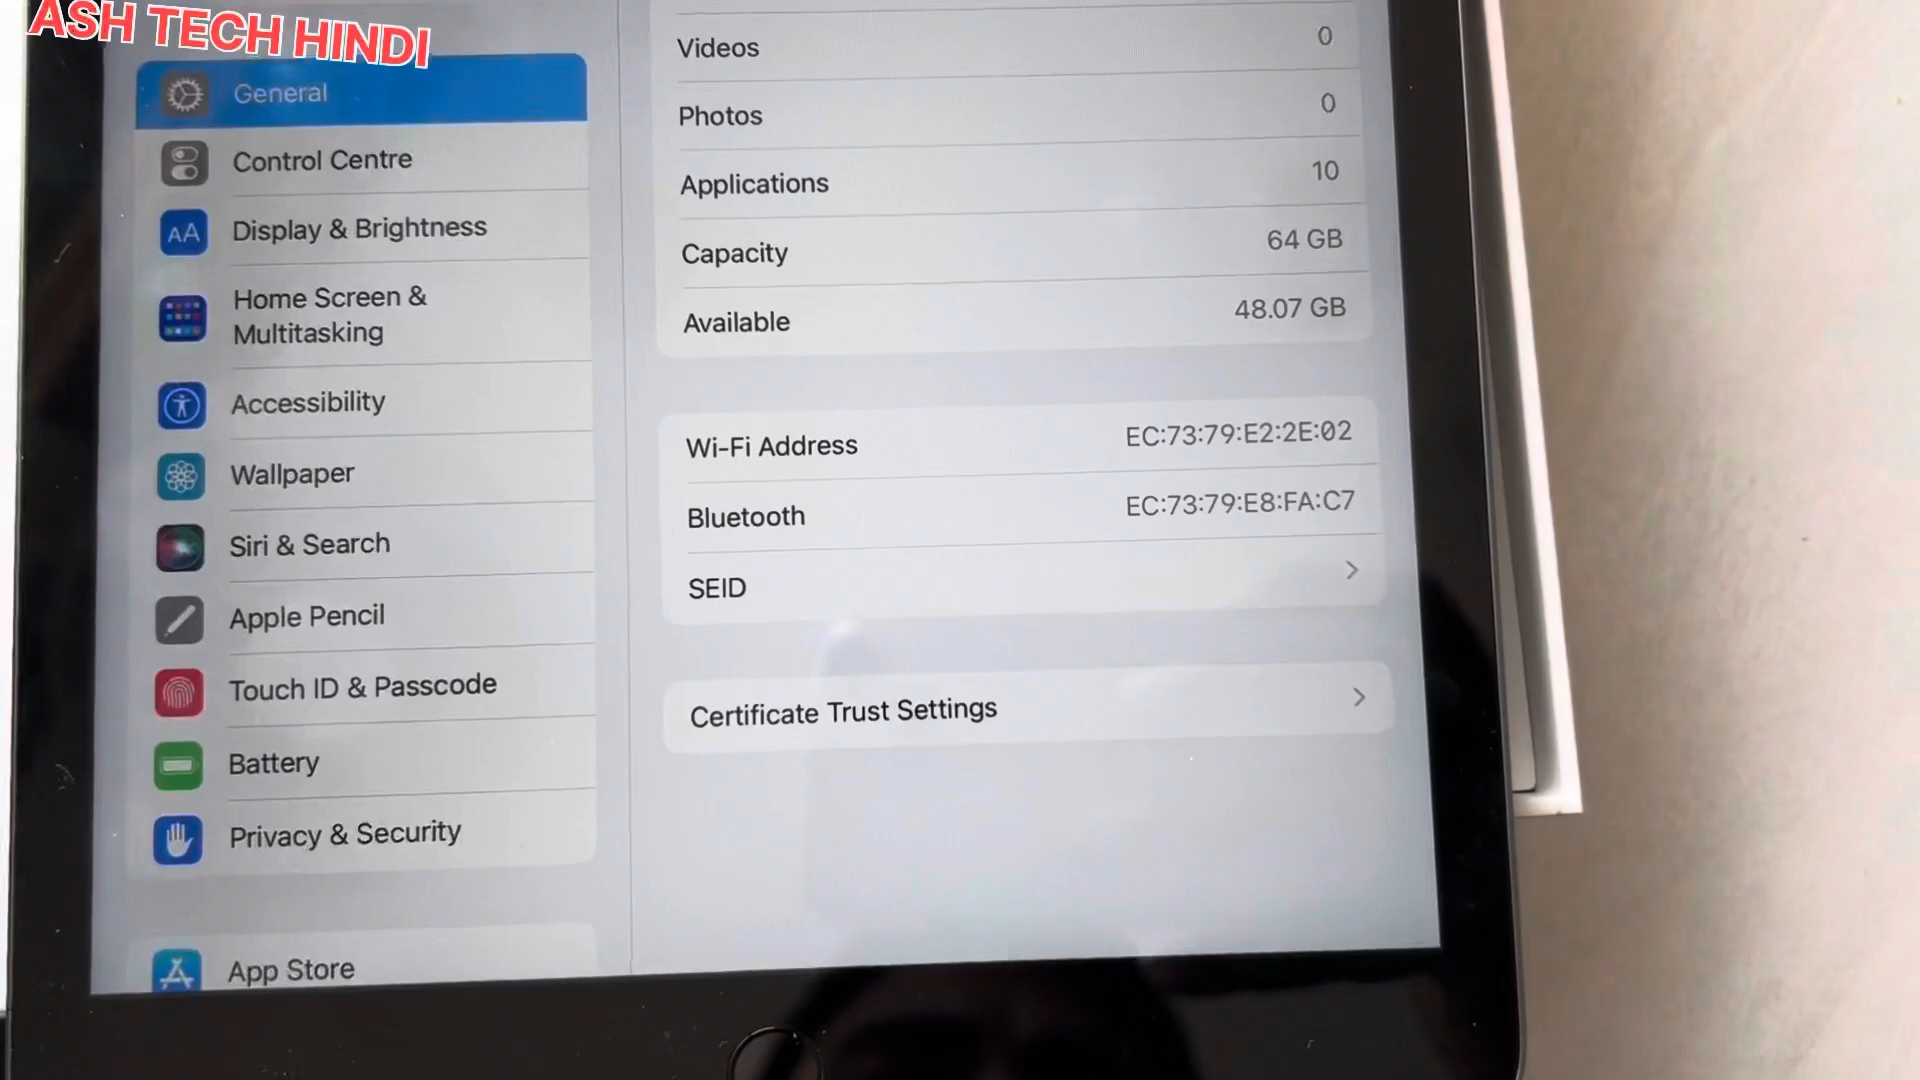 ASH TECH HINDI
General
Control Centre
AA
Display & Brightness
Home Screen &
Multitasking
Accessibility
Wallpaper
Siri & Search
Apple Pencil
Touch ID & Passcode
Battery
Privacy & Security
App Store
Videos 0
Photos 0
Applications 10
Capacity 64 GB
Available 48.07 GB
Wi-Fi Address EC:73:79:E2:2E:02
Bluetooth EC:73:79:E8:FA:C7
SEID
Certificate Trust Settings